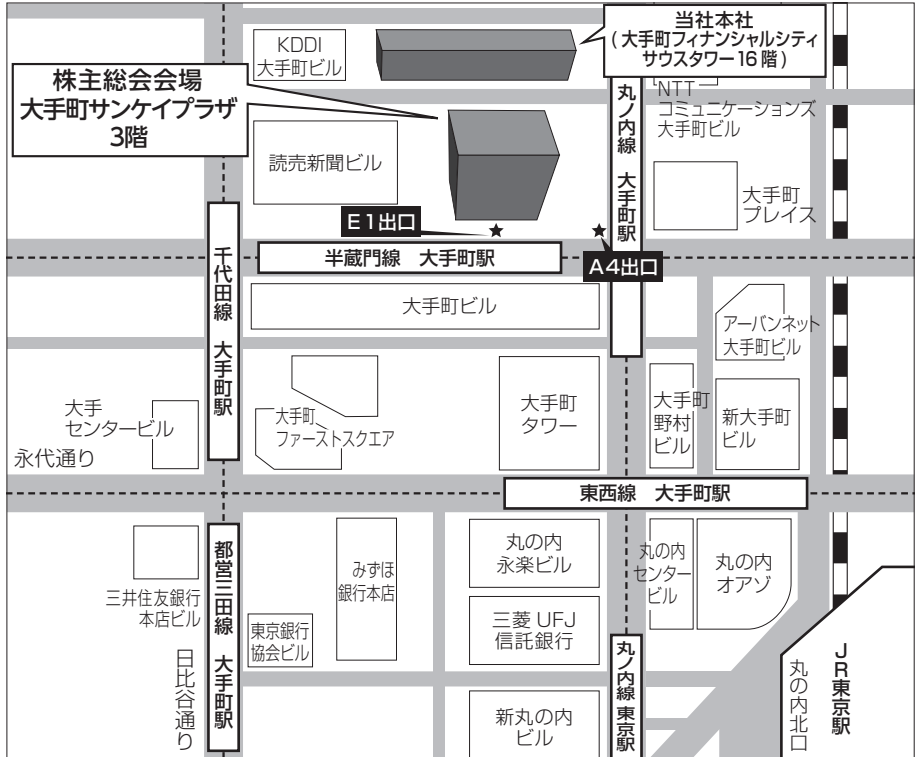 当社本社
(大手町フィナンシャルシティ
サウスタワー16階)
KDDI
大手町ビル
株主総会会場
大手町サンケイプラザ
3階
NTT
コミュニケーションズ
大手町ビル
丸ノ内線 大手町駅
読売新聞ビル
大手町
プレイス
E1出口
A4出口
半蔵門線 大手町駅
千代田線 大手町駅
大手町ビル
アーバンネット
大手町ビル
大手
センタービル
大手町
ファーストスクエア
大手町
タワー
大手町
野村
ビル
新大手町
ビル
永代通り
東西線 大手町駅
都営三田線 大手町駅
三井住友銀行
本店ビル
みずほ
銀行本店
丸の内
永楽ビル
丸の内
センター
ビル
丸の内
オアゾ
東京銀行
協会ビル
三菱UFJ
信託銀行
日比谷通り
丸ノ内線 東京駅
新丸の内
ビル
丸の内北口
JR東京駅